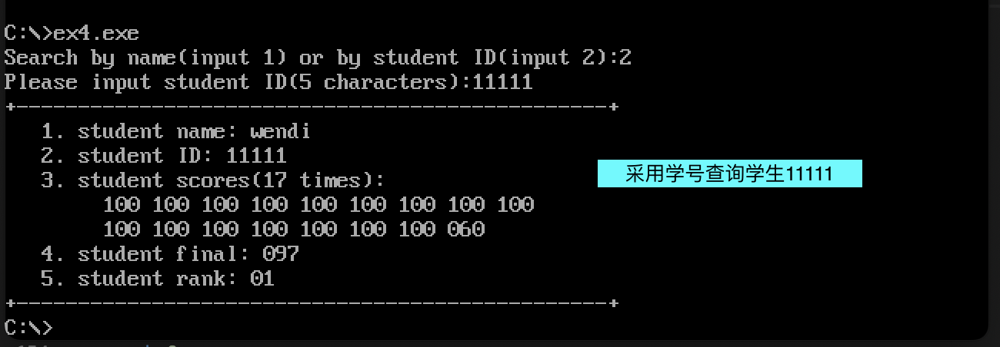 C:\>ex4.exe
Search by name(input 1) or by student ID(input 2):2
Please input student ID(5 characters):11111
+------------------------------------------------+
1. student name: wendi
2. student ID: 11111
采用学号查询学生11111
3. student scores(17 times):
100 100 100 100 100 100 100 100 100
100 100 100 100 100 100 100 060
4. student final: 097
5. student rank: 01
+------------------------------------------------+
C:\>